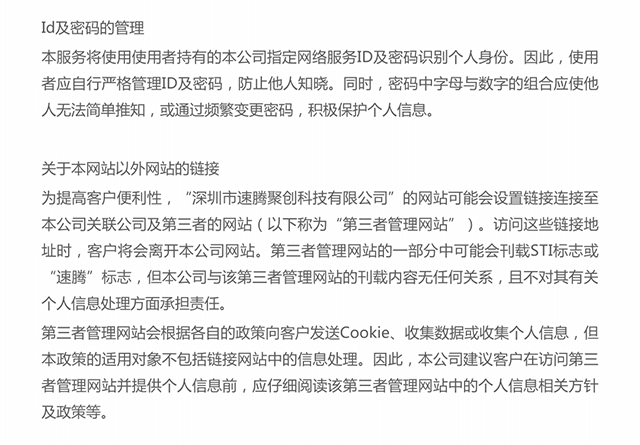 Id及密码的管理
本服务将使用使用者持有的本公司指定网络服务ID及密码识别个人身份。因此，使用
者应自行严格管理ID及密码，防止他人知晓。同时，密码中字母与数字的组合应使他
人无法简单推知，或通过频繁变更密码，积极保护个人信息。
关于本网站以外网站的链接
为提高客户便利性，“深圳市速腾聚创科技有限公司”的网站可能会设置链接连接至
本公司关联公司及第三者的网站（以下称为“第三者管理网站”）。访问这些链接地
址时，客户将会离开本公司网站。第三者管理网站的一部分中可能会刊载STI标志或
“速腾”标志，但本公司与该第三者管理网站的刊载内容无任何关系，且不对其有关
个人信息处理方面承担责任。
第三者管理网站会根据各自的政策向客户发送Cookie、收集数据或收集个人信息，但
本政策的适用对象不包括链接网站中的信息处理。因此，本公司建议客户在访问第三
者管理网站并提供个人信息前，应仔细阅读该第三者管理网站中的个人信息相关方针
及政策等。